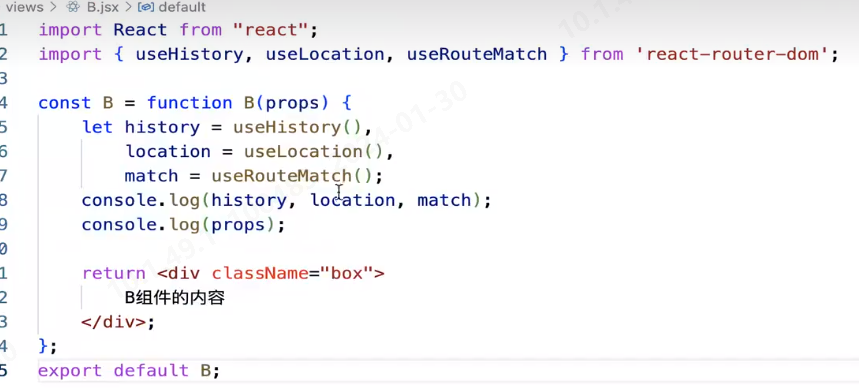 views > B.jsx > default
1 import React from "react";
2 import { useHistory, useLocation, useRouteMatch } from 'react-router-dom';
3
4 const B = function B(props) {
5 let history = useHistory(),
6 location = useLocation(),
7 match = useRouteMatch();
8 console.log(history, location, match);
9 console.log(props);
0
1 return <div className="box">
2 B组件的内容
3 </div>;
4 };
5 export default B;